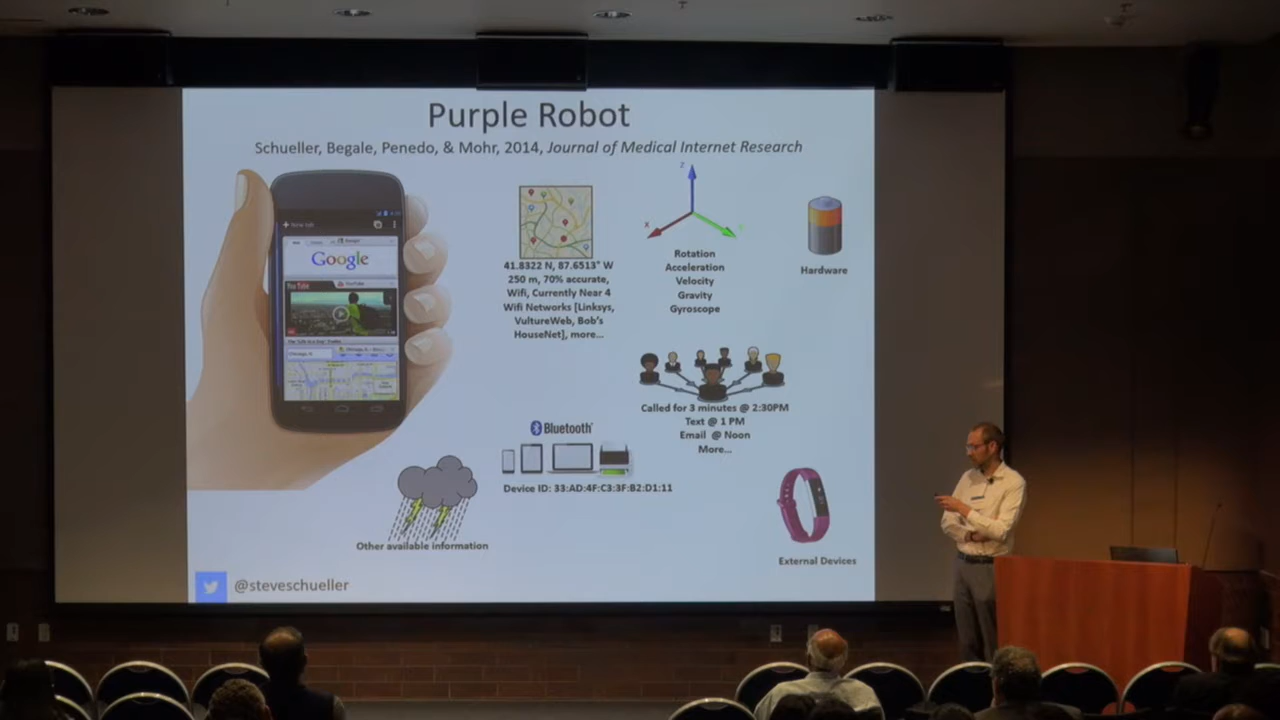 Purple Robot
Schueller, Begale, Penedo, & Mohr, 2014, Journal of Medical Internet Research
New tab
Google
YouTube
Z
X
41.8322 N, 87.6513° W
250 m, 70% accurate,
Wifi, Currently Near 4
Wifi Networks [Linksys,
VultureWeb, Bob's
HouseNet], more...
Rotation
Acceleration
Velocity
Gravity
Gyroscope
Hardware
Called for 3 minutes @ 2:30PM
Text @ 1 PM
Email @ Noon
More...
Bluetooth
Device ID: 33:AD:4F:C3:3F:B2:D1:11
Other available information
External Devices
@steveschueller